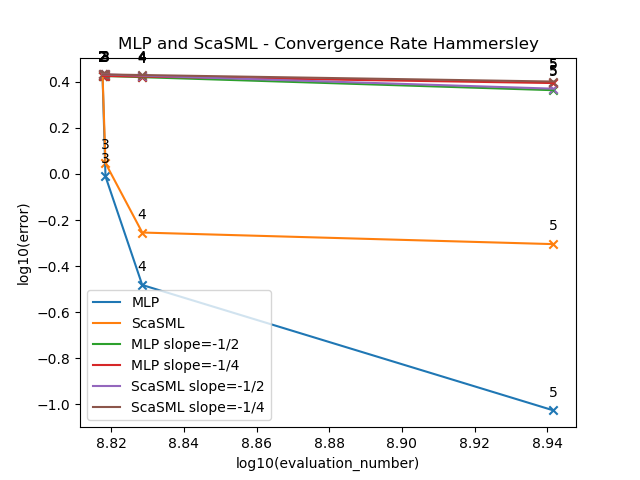 MLP and ScaSML - Convergence Rate Hammersley
2
3
4
5
5
3
3
4
4
5
5
log10(error)
0.4
0.2
0.0
−0.2
−0.4
−0.6
−0.8
−1.0
MLP
ScaSML
MLP slope=-1/2
MLP slope=-1/4
ScaSML slope=-1/2
ScaSML slope=-1/4
8.82 8.84 8.86 8.88 8.90 8.92 8.94
log10(evaluation_number)